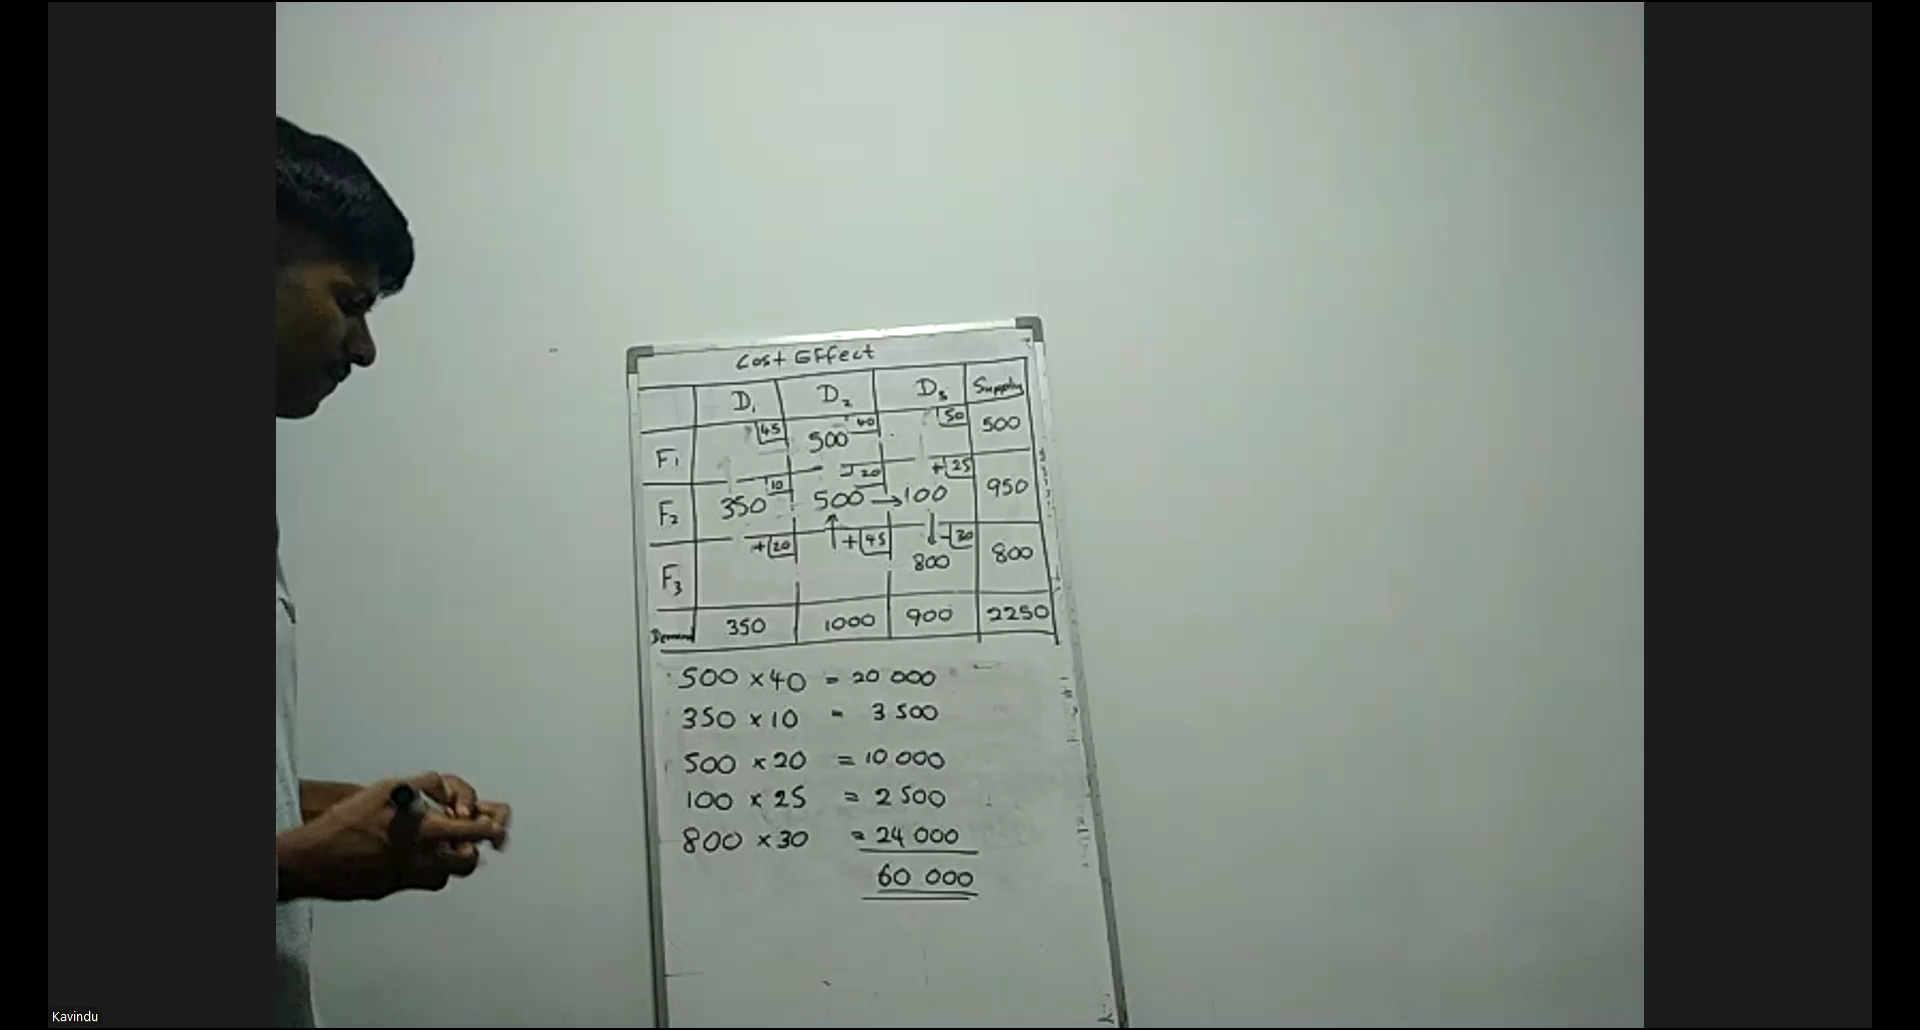 Cost Effect
D1 D2 D3 Supply
45 40 50
F1 500 500
10 20 +25
F2 350 500 → 100 950
+20 +45 -30
F3 800 800
Demand 350 1000 900 2250
500 × 40 = 20 000
350 × 10 = 3 500
500 × 20 = 10 000
100 × 25 = 2 500
800 × 30 = 24 000
60 000
Kavindu